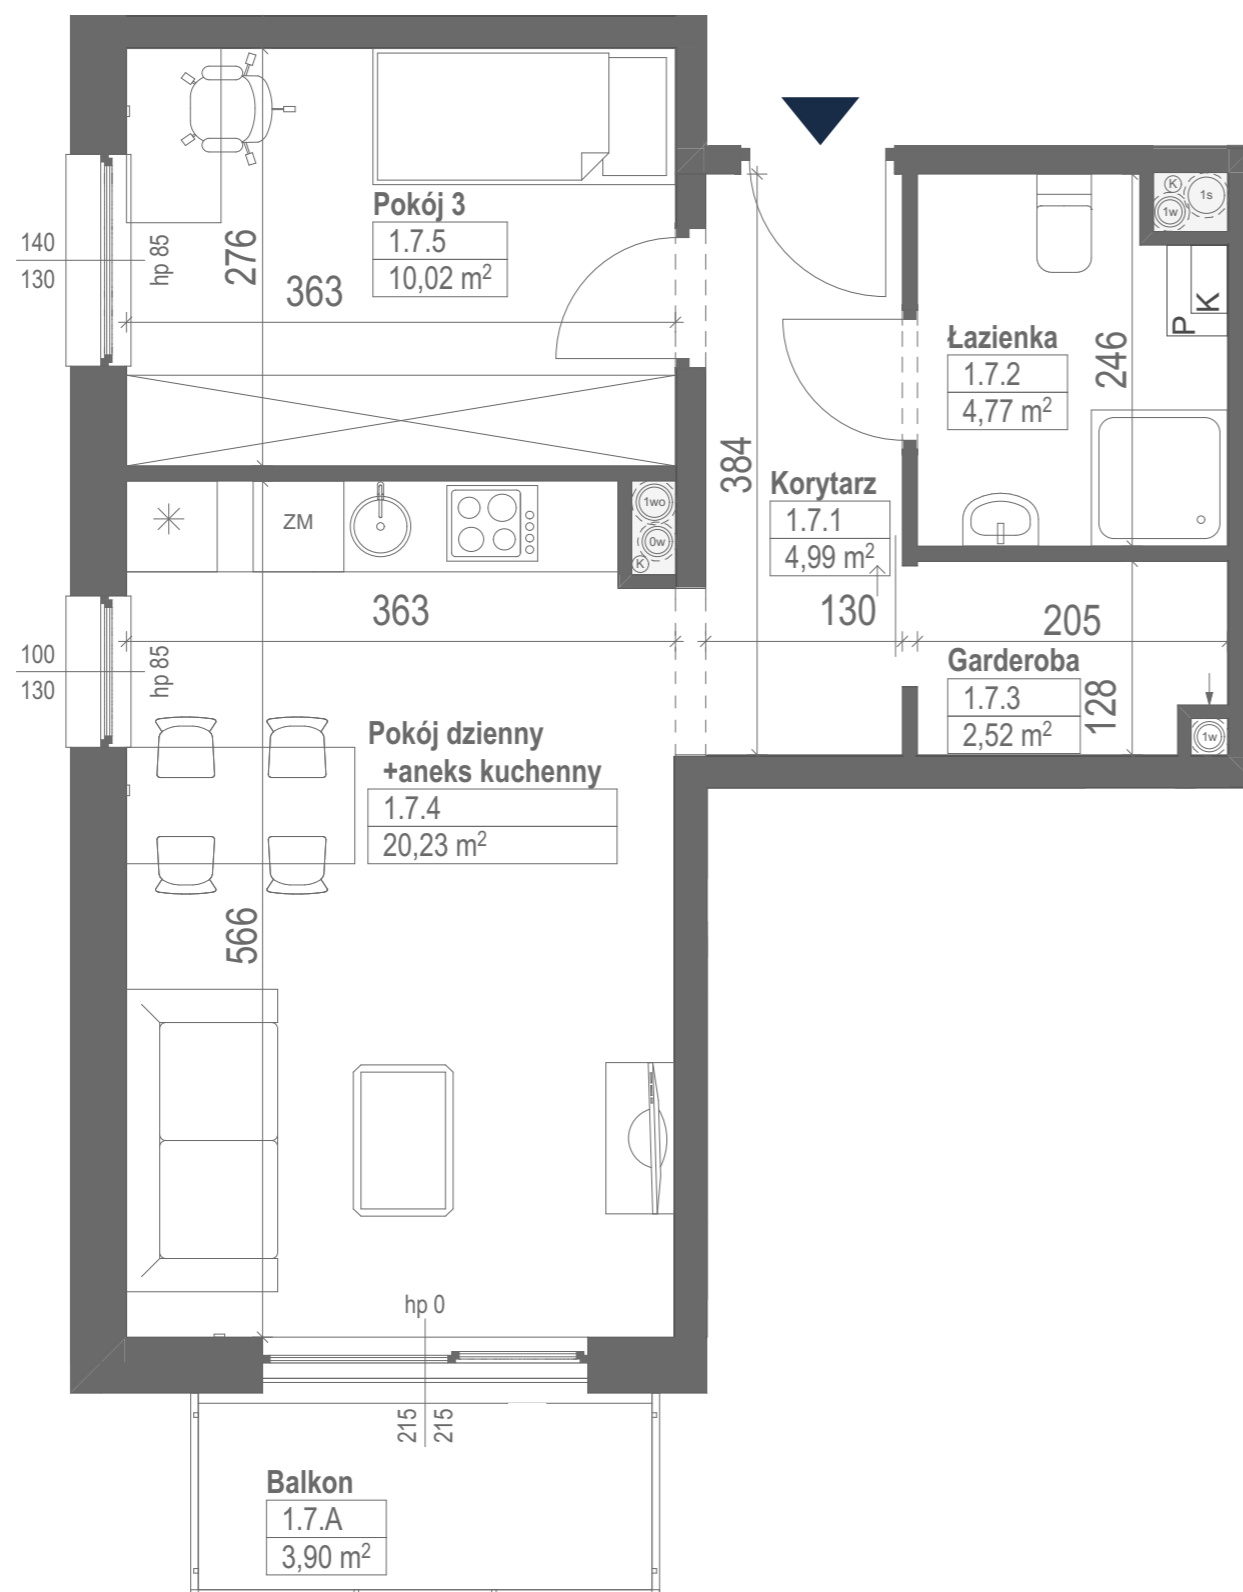 Pokój 3
1.7.5
10,02 m²
140
130
hp 85
276
363
K
1w
1s
P
K
Łazienka
1.7.2
4,77 m²
246
384
Korytarz
1.7.1
4,99 m²
ZM
1wo
0w
K
363
130
205
100
130
hp 85
Garderoba
1.7.3
2,52 m²
128
1w
Pokój dzienny
+aneks kuchenny
1.7.4
20,23 m²
566
hp 0
215
215
Balkon
1.7.A
3,90 m²